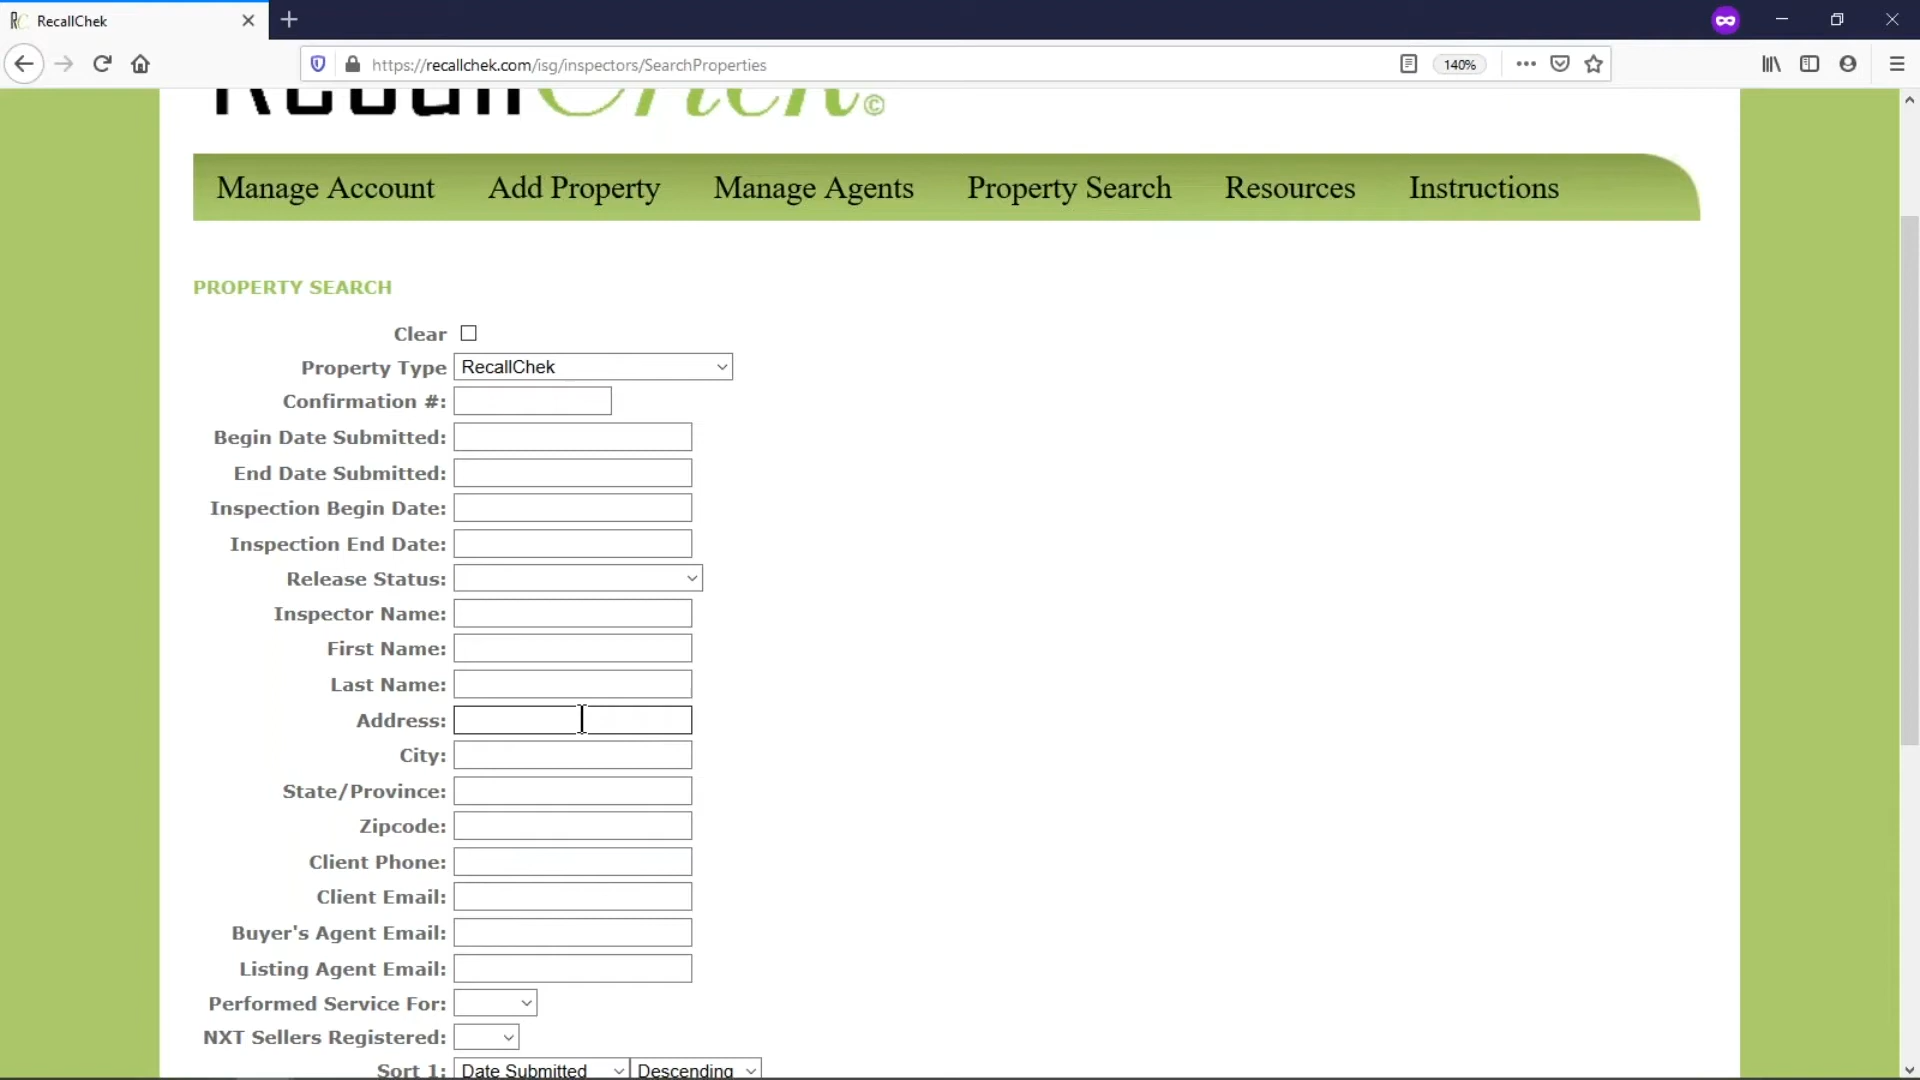 RecallChek
https://recallchek.com/isg/inspectors/SearchProperties
140%
RecallChek©
Manage Account Add Property Manage Agents Property Search Resources Instructions
PROPERTY SEARCH
Clear
Property Type RecallChek
Confirmation #:
Begin Date Submitted:
End Date Submitted:
Inspection Begin Date:
Inspection End Date:
Release Status:
Inspector Name:
First Name:
Last Name:
Address:
City:
State/Province:
Zipcode:
Client Phone:
Client Email:
Buyer's Agent Email:
Listing Agent Email:
Performed Service For:
NXT Sellers Registered:
Sort 1: Date Submitted Descending